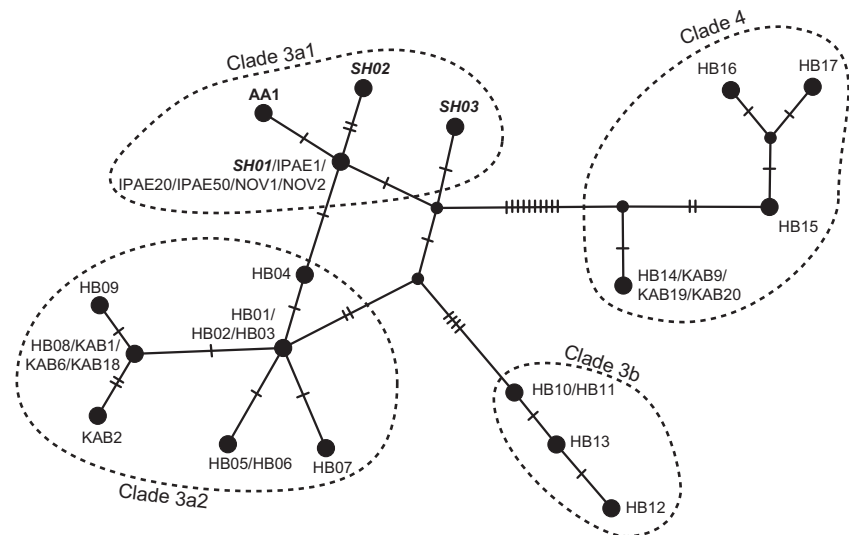 Clade 3a1
SH02
AA1
SH03
SH01/IPAE1/
IPAE20/IPAE50/NOV1/NOV2
Clade 4
HB16
HB17
HB15
HB14/KAB9/
KAB19/KAB20
HB04
HB09
HB01/
HB02/HB03
HB08/KAB1/
KAB6/KAB18
KAB2
HB05/HB06
HB07
Clade 3a2
Clade 3b
HB10/HB11
HB13
HB12